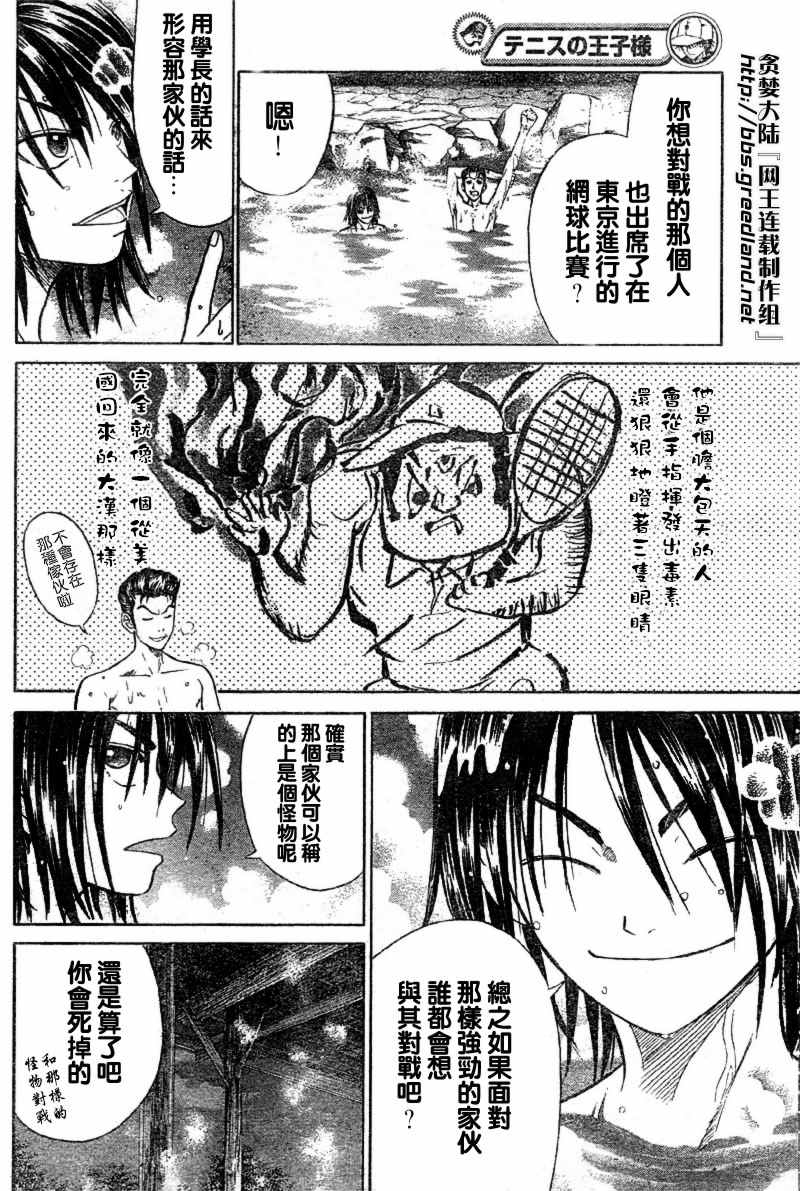 テニスの王子様
贪婪大陆『网王连载制作组』
http://bbs.greedland.net
你想對戰的那個人
也出席了在
東京進行的
網球比賽?
嗯!
用學長的話來
形容那家伙的話…
他是個膽大包天的人
會從手指揮發出毒素
還狠狠地瞪著三隻眼睛
完全就像一個從美
國回來的大漢那樣
不會存在
那種傢伙啦
總之如果面對
那樣強勁的家伙
誰都會想
與其對戰吧?
確實
那個家伙可以稱
的上是個怪物呢
還是算了吧
你會死掉的
和那樣的
怪物對戰